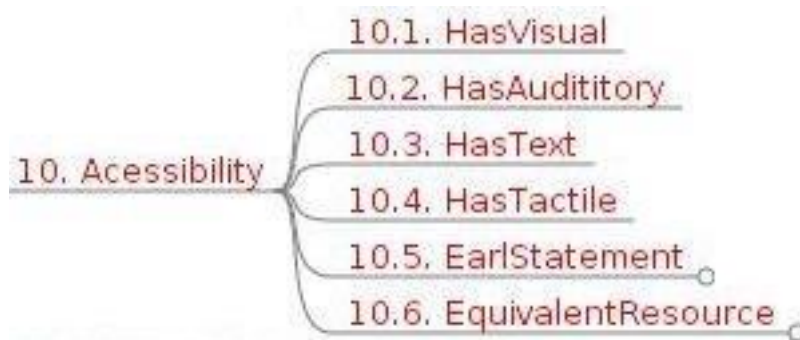 10.1. HasVisual
10.2. HasAudititory
10.3. HasText
10. Acessibility
10.4. HasTactile
10.5. EarlStatement
10.6. EquivalentResource